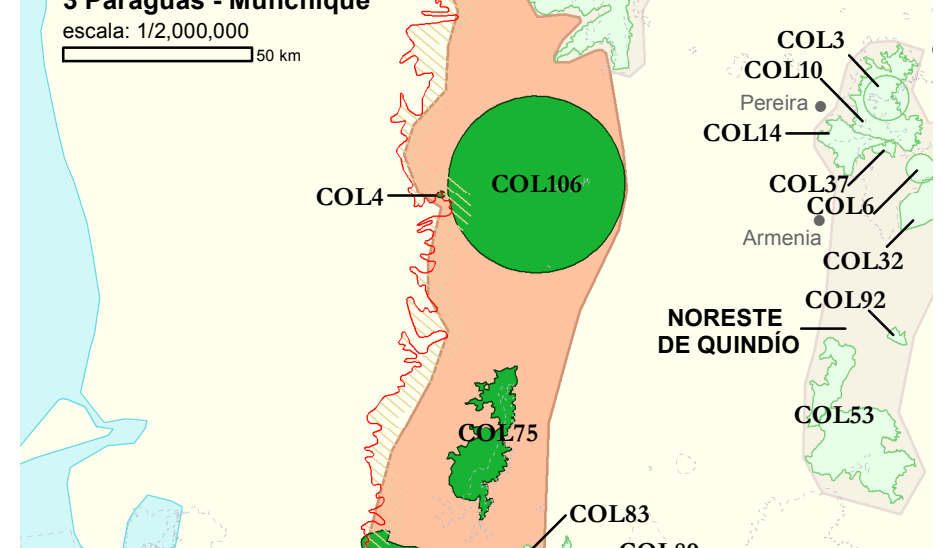 3 Paraguas - Munchique
escala: 1/2,000,000
50 km
COL3
COL10
Pereira
COL14
COL106
COL4
COL37
COL6
Armenia
COL32
COL92
NORESTE
DE QUINDÍO
COL53
COL75
COL83